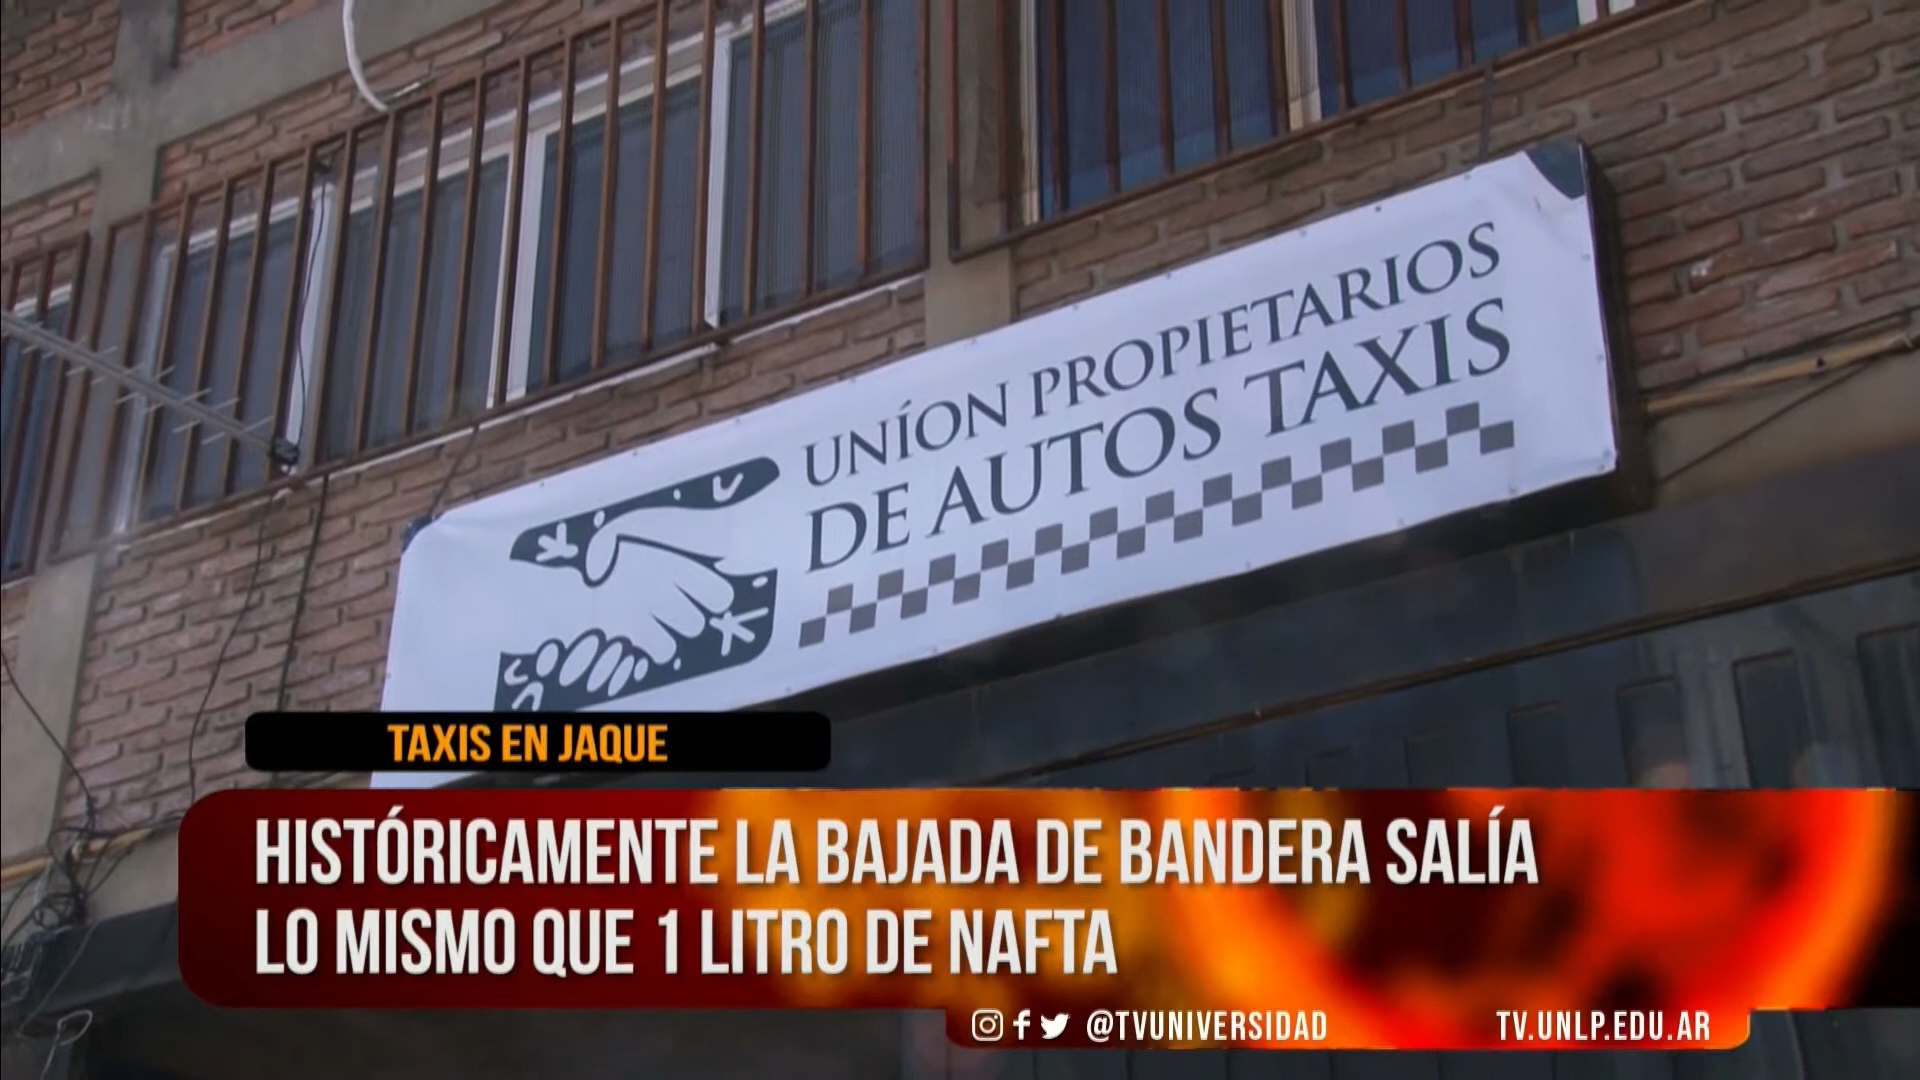 UNÍON PROPIETARIOS
DE AUTOS TAXIS
TAXIS EN JAQUE
HISTÓRICAMENTE LA BAJADA DE BANDERA SALÍA
LO MISMO QUE 1 LITRO DE NAFTA
@TVUNIVERSIDAD
TV.UNLP.EDU.AR